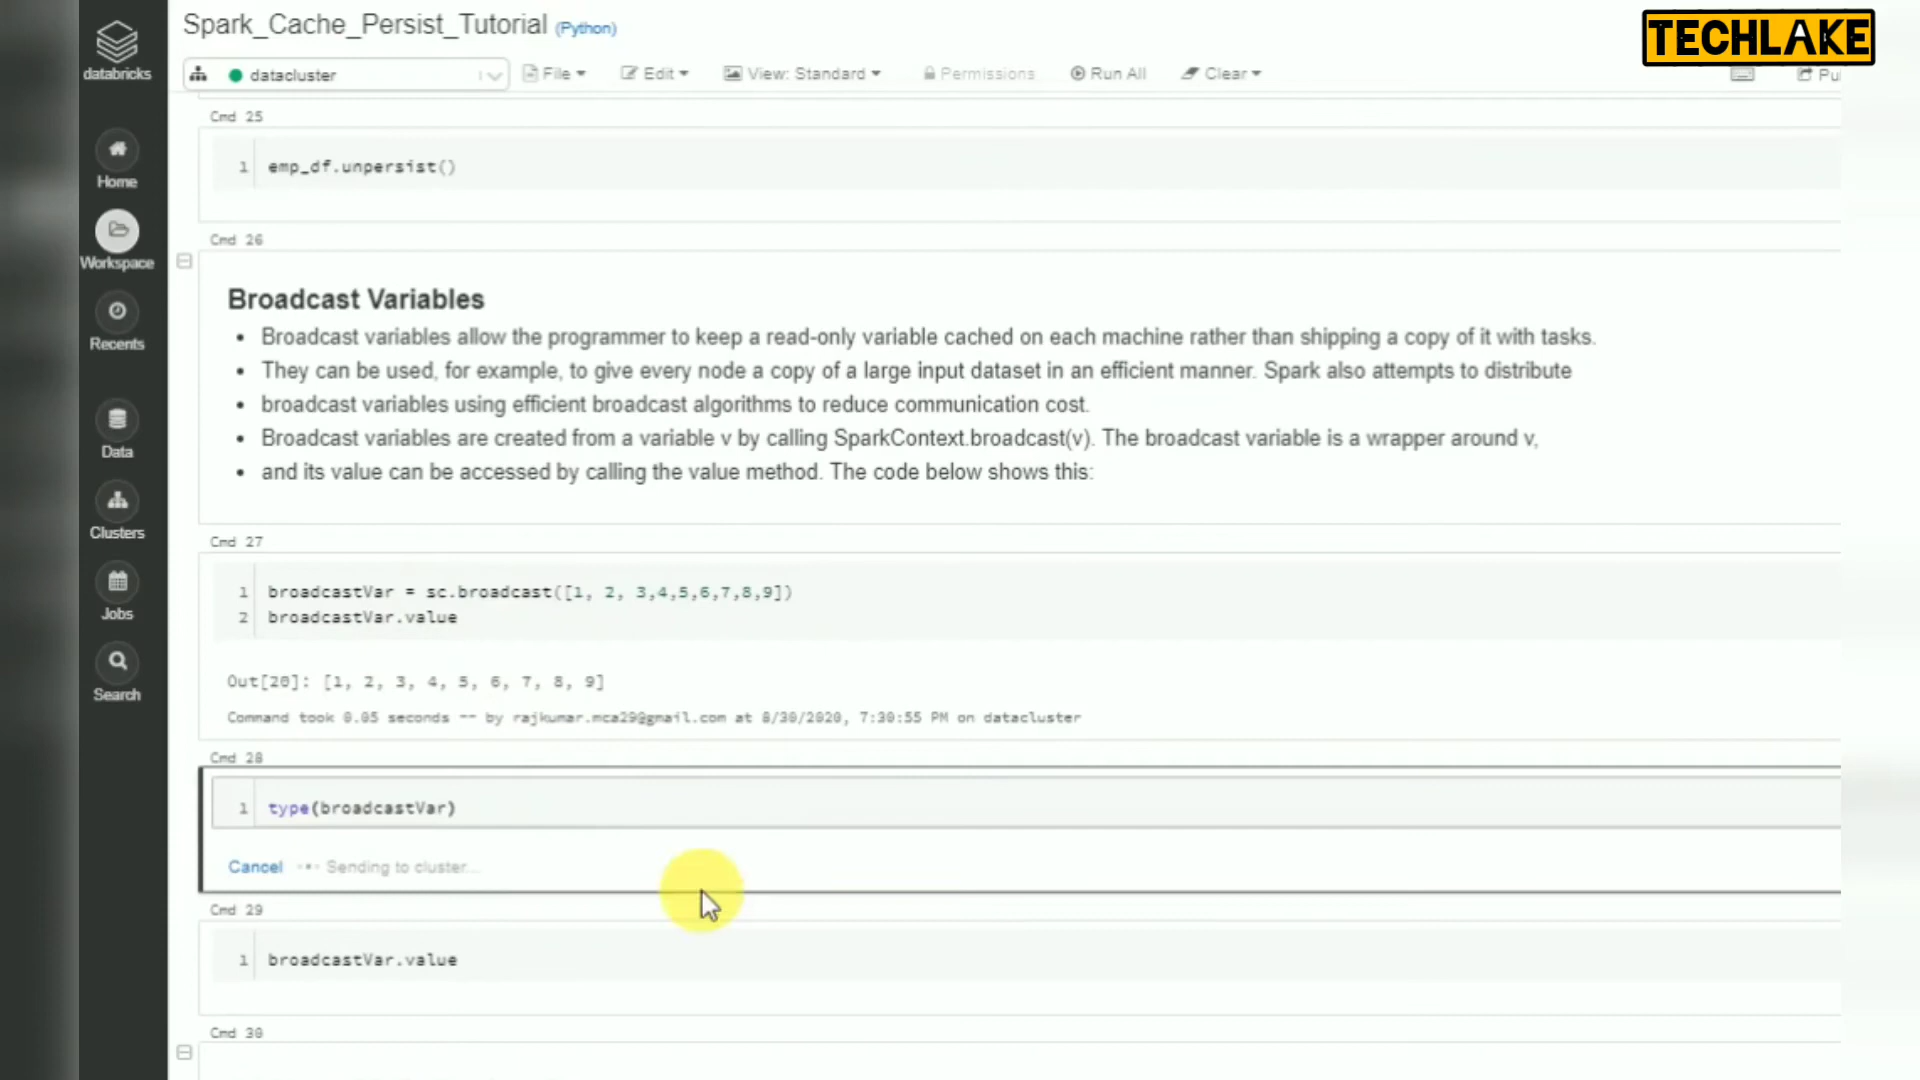 Spark_Cache_Persist_Tutorial (Python)
TECHLAKE
databricks
datacluster
File
Edit
View: Standard
Permissions
Run All
Clear
Pu
Home
Workspace
Recents
Data
Clusters
Jobs
Search
Cmd 25
1 emp_df.unpersist()
Cmd 26
Broadcast Variables
• Broadcast variables allow the programmer to keep a read-only variable cached on each machine rather than shipping a copy of it with tasks.
• They can be used, for example, to give every node a copy of a large input dataset in an efficient manner. Spark also attempts to distribute
• broadcast variables using efficient broadcast algorithms to reduce communication cost.
• Broadcast variables are created from a variable v by calling SparkContext.broadcast(v). The broadcast variable is a wrapper around v,
• and its value can be accessed by calling the value method. The code below shows this:
Cmd 27
1 broadcastVar = sc.broadcast([1, 2, 3,4,5,6,7,8,9])
2 broadcastVar.value
Out[20]: [1, 2, 3, 4, 5, 6, 7, 8, 9]
Command took 0.05 seconds -- by rajkumar.mca29@gmail.com at 8/30/2020, 7:30:55 PM on datacluster
Cmd 28
1 type(broadcastVar)
Cancel Sending to cluster...
Cmd 29
1 broadcastVar.value
Cmd 30